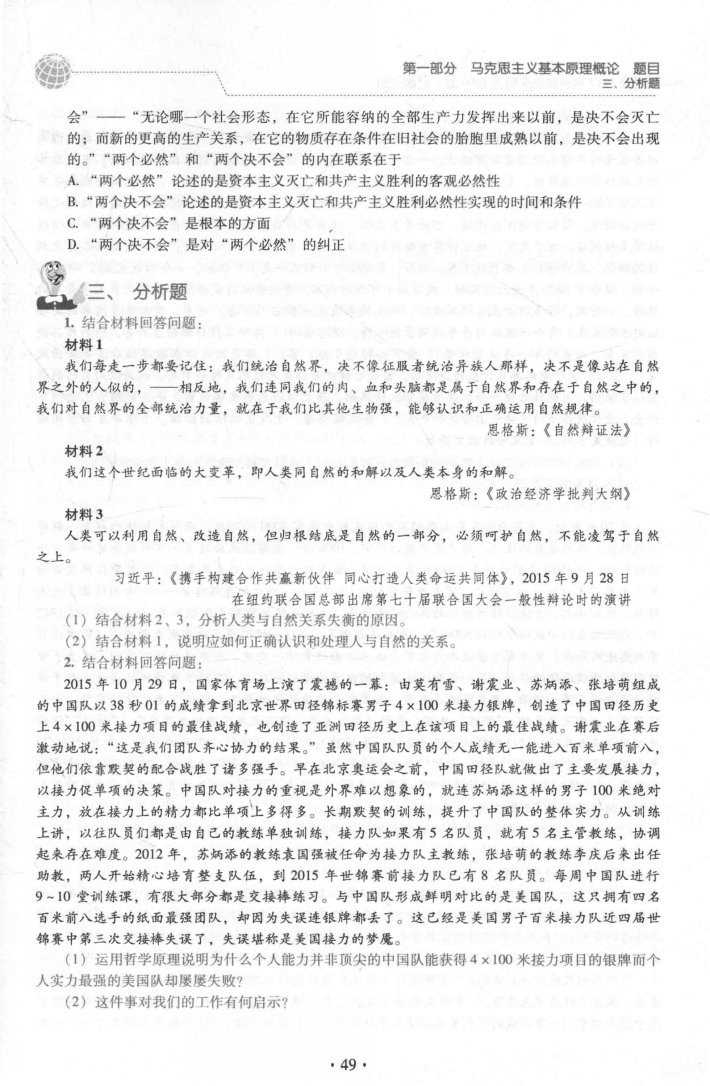 第一部分 马克思主义基本原理概论 题目
三、分析题
会”——“无论哪一个社会形态，在它所能容纳的全部生产力发挥出来以前，是决不会灭亡
的；而新的更高的生产关系，在它的物质存在条件在旧社会的胎胞里成熟以前，是决不会出现
的。”“两个必然”和“两个决不会”的内在联系在于
A. “两个必然”论述的是资本主义灭亡和共产主义胜利的客观必然性
B. “两个决不会”论述的是资本主义灭亡和共产主义胜利必然性实现的时间和条件
C. “两个决不会”是根本的方面
D. “两个决不会”是对“两个必然”的纠正
三、 分析题
1. 结合材料回答问题：
材料1
我们每走一步都要记住：我们统治自然界，决不像征服者统治异族人那样，决不是像站在自然
界之外的人似的，——相反地，我们连同我们的肉、血和头脑都是属于自然界和存在于自然之中的，
我们对自然界的全部统治力量，就在于我们比其他生物强，能够认识和正确运用自然规律。
恩格斯：《自然辩证法》
材料2
我们这个世纪面临的大变革，即人类同自然的和解以及人类本身的和解。
恩格斯：《政治经济学批判大纲》
材料3
人类可以利用自然、改造自然，但归根结底是自然的一部分，必须呵护自然，不能凌驾于自然
之上。
习近平：《携手构建合作共赢新伙伴 同心打造人类命运共同体》，2015年9月28日
在纽约联合国总部出席第七十届联合国大会一般性辩论时的演讲
（1）结合材料2、3，分析人类与自然关系失衡的原因。
（2）结合材料1，说明应如何正确认识和处理人与自然的关系。
2. 结合材料回答问题：
2015年10月29日，国家体育场上演了震撼的一幕：由莫有雪、谢震业、苏炳添、张培萌组成
的中国队以38秒01的成绩拿到北京世界田径锦标赛男子4×100米接力银牌，创造了中国田径历史
上4×100米接力项目的最佳战绩，也创造了亚洲田径历史上在该项目上的最佳战绩。谢震业在赛后
激动地说：“这是我们团队齐心协力的结果。”虽然中国队队员的个人成绩无一能进入百米单项前八，
但他们依靠默契的配合战胜了诸多强手。早在北京奥运会之前，中国田径队就做出了主要发展接力，
以接力促单项的决策。中国队对接力的重视是外界难以想象的，就连苏炳添这样的男子100米绝对
主力，放在接力上的精力都比单项上多得多。长期默契的训练，提升了中国队的整体实力。从训练
上讲，以往队员们都是由自己的教练单独训练，接力队如果有5名队员，就有5名主管教练，协调
起来存在难度。2012年，苏炳添的教练袁国强被任命为接力队主教练，张培萌的教练李庆后来出任
助教，两人开始精心培育整支队伍，到2015年世锦赛前接力队已有8名队员。每周中国队进行
9~10堂训练课，有很大部分都是交接棒练习。与中国队形成鲜明对比的是美国队，这只拥有四名
百米前八选手的纸面最强团队，却因为失误连银牌都丢了。这已经是美国男子百米接力队近四届世
锦赛中第三次交接棒失误了，失误堪称是美国接力的梦魇。
（1）运用哲学原理说明为什么个人能力并非顶尖的中国队能获得4×100米接力项目的银牌而个
人实力最强的美国队却屡屡失败？
（2）这件事对我们的工作有何启示？
·49·